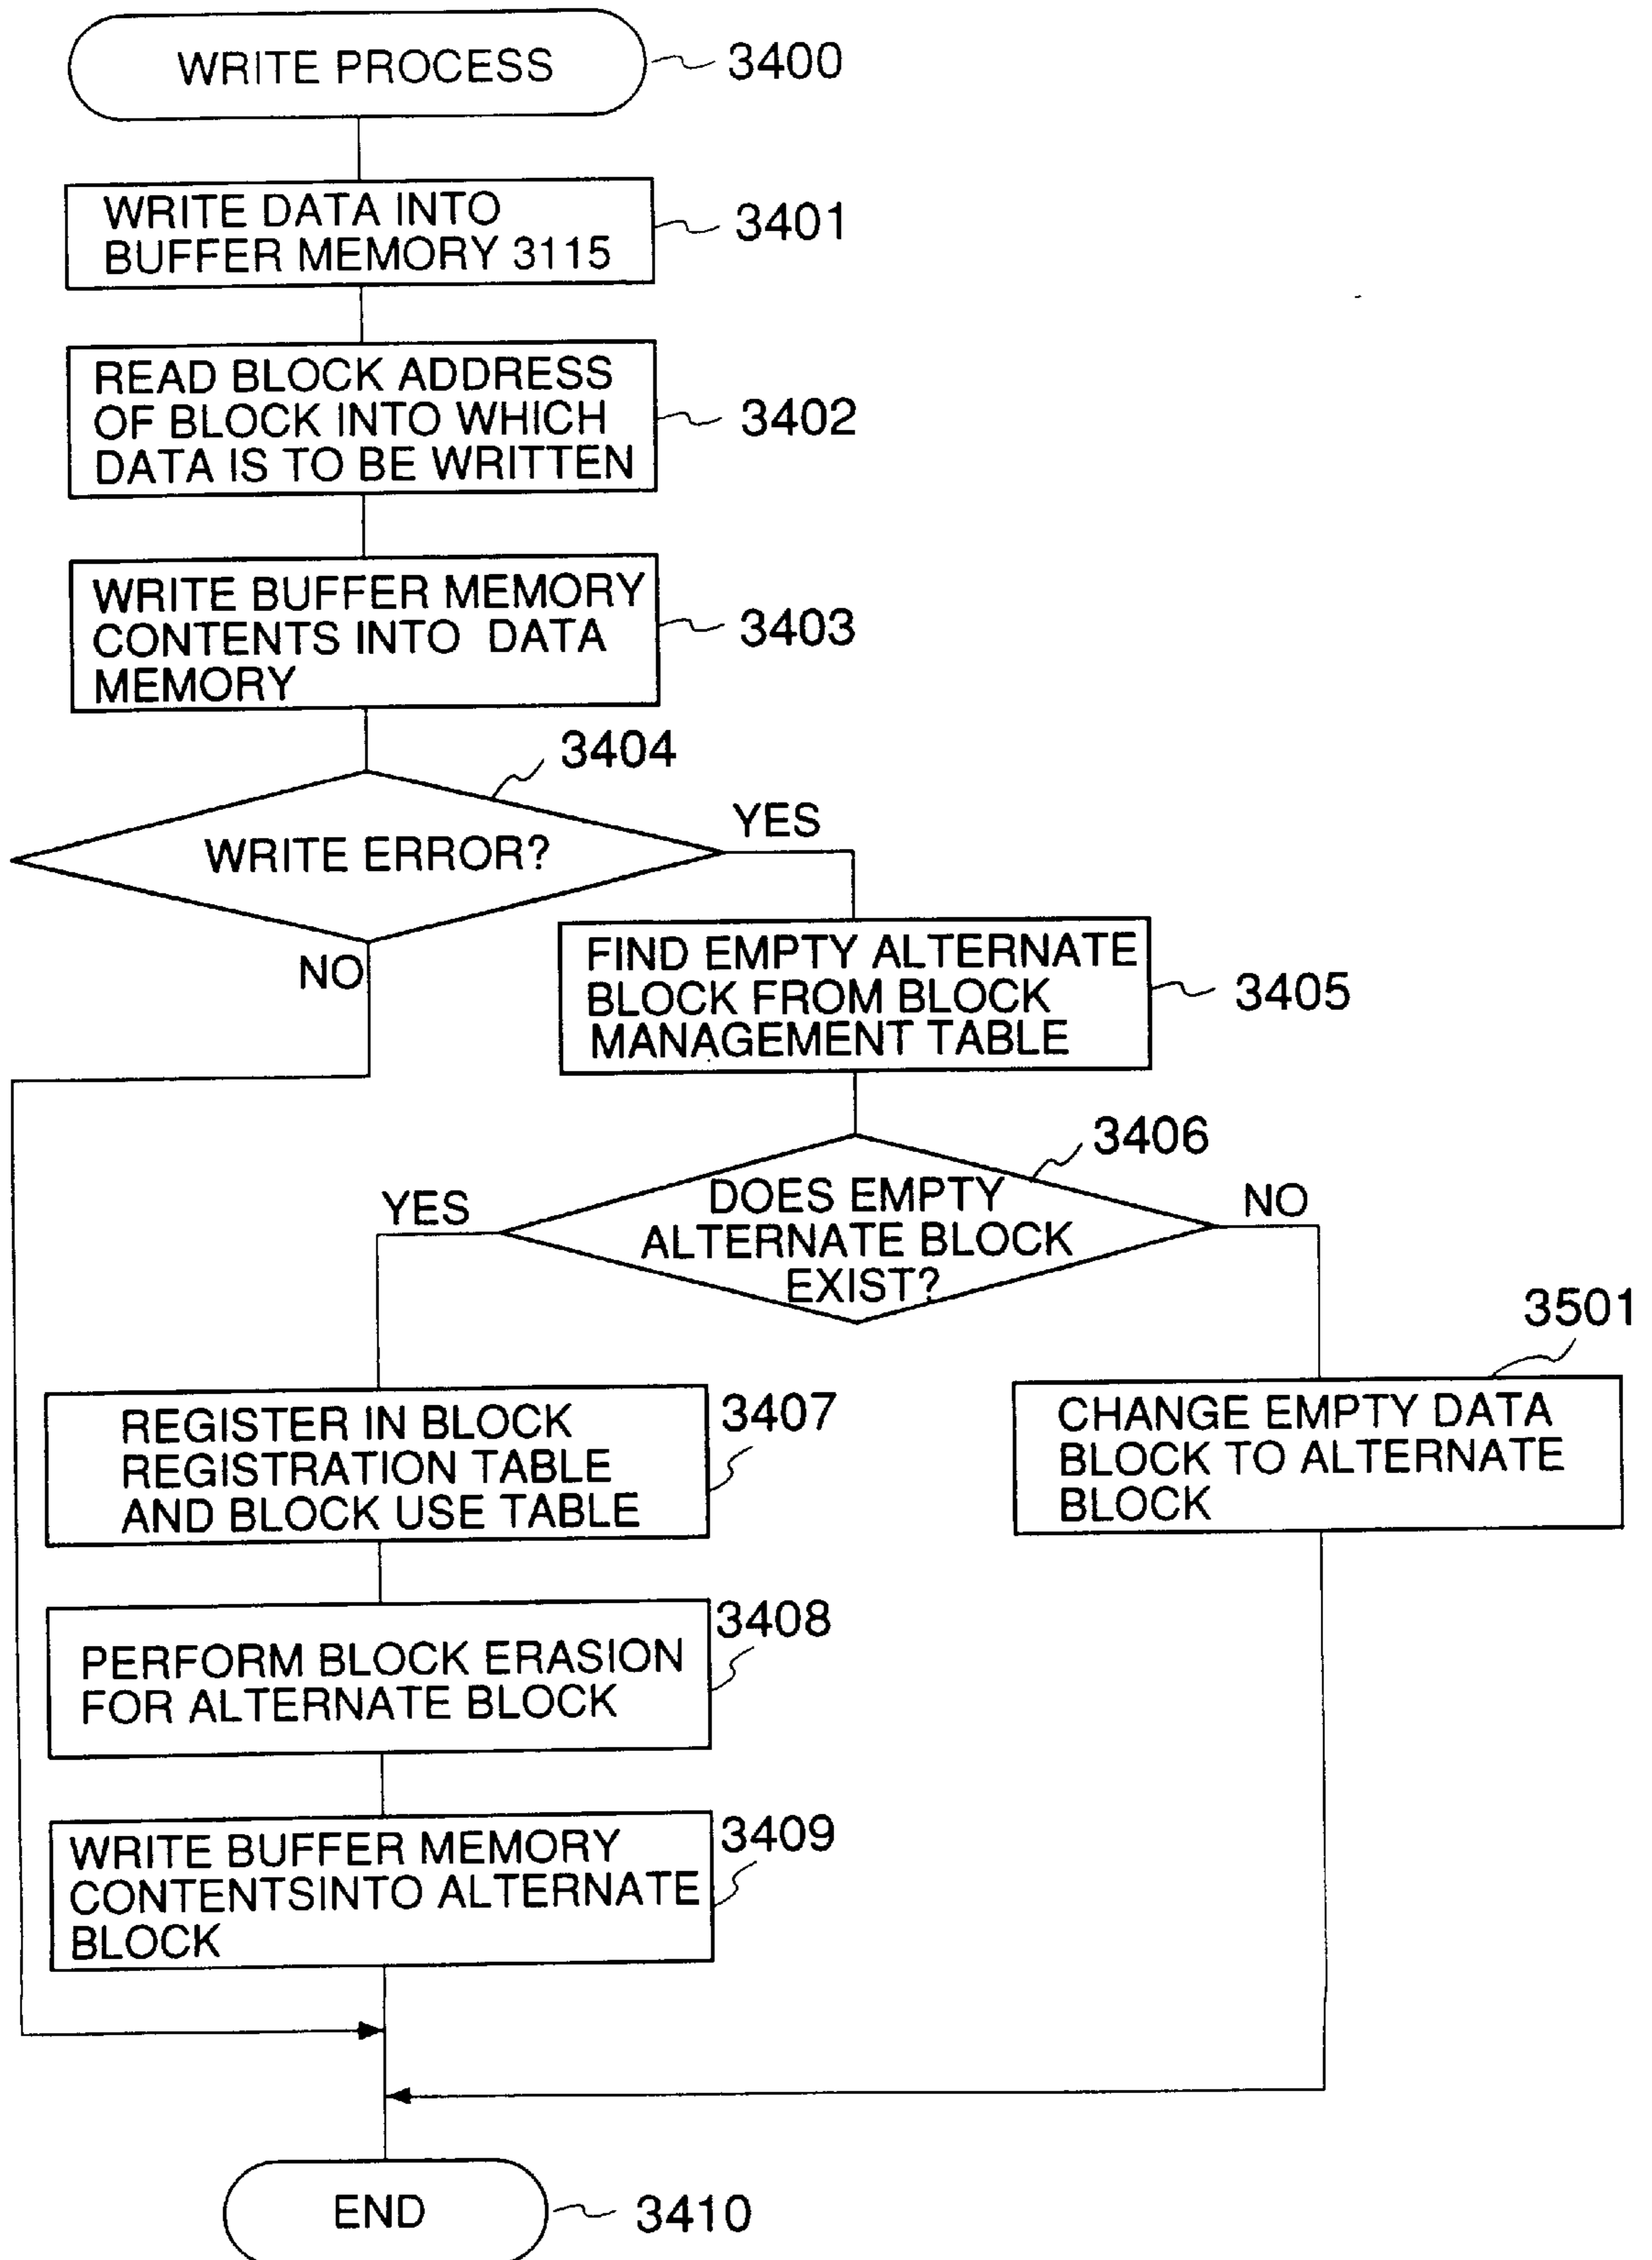 WRITE PROCESS
3400
WRITE DATA INTO
BUFFER MEMORY 3115
3401
READ BLOCK ADDRESS
OF BLOCK INTO WHICH
DATA IS TO BE WRITTEN
3402
WRITE BUFFER MEMORY
CONTENTS INTO DATA
MEMORY
3403
3404
WRITE ERROR?
YES
NO
FIND EMPTY ALTERNATE
BLOCK FROM BLOCK
MANAGEMENT TABLE
3405
3406
DOES EMPTY
ALTERNATE BLOCK
EXIST?
YES
NO
3501
REGISTER IN BLOCK
REGISTRATION TABLE
AND BLOCK USE TABLE
3407
CHANGE EMPTY DATA
BLOCK TO ALTERNATE
BLOCK
PERFORM BLOCK ERASION
FOR ALTERNATE BLOCK
3408
WRITE BUFFER MEMORY
CONTENTSINTO ALTERNATE
BLOCK
3409
END
3410